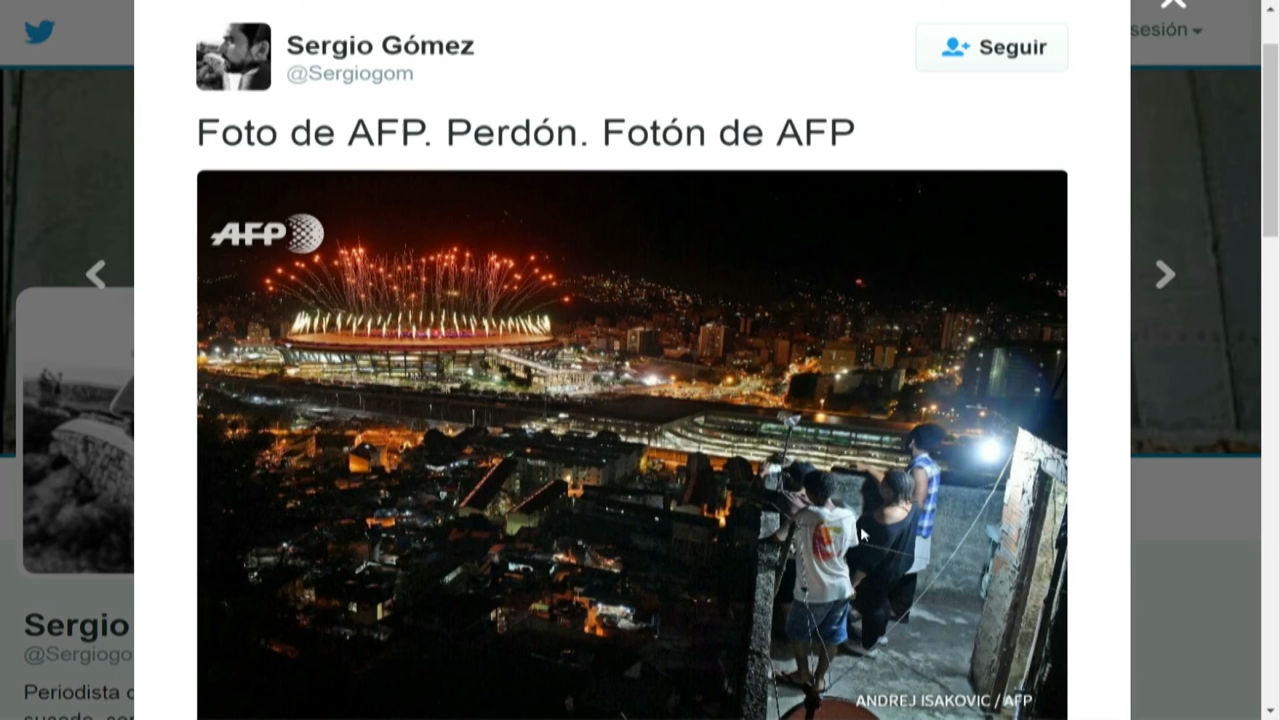 Sergio Gómez
@Sergiogom
Seguir
sesión
Foto de AFP. Perdón. Fotón de AFP
AFP
ANDREJ ISAKOVIC / AFP
Sergio
@Sergiogo
Periodista